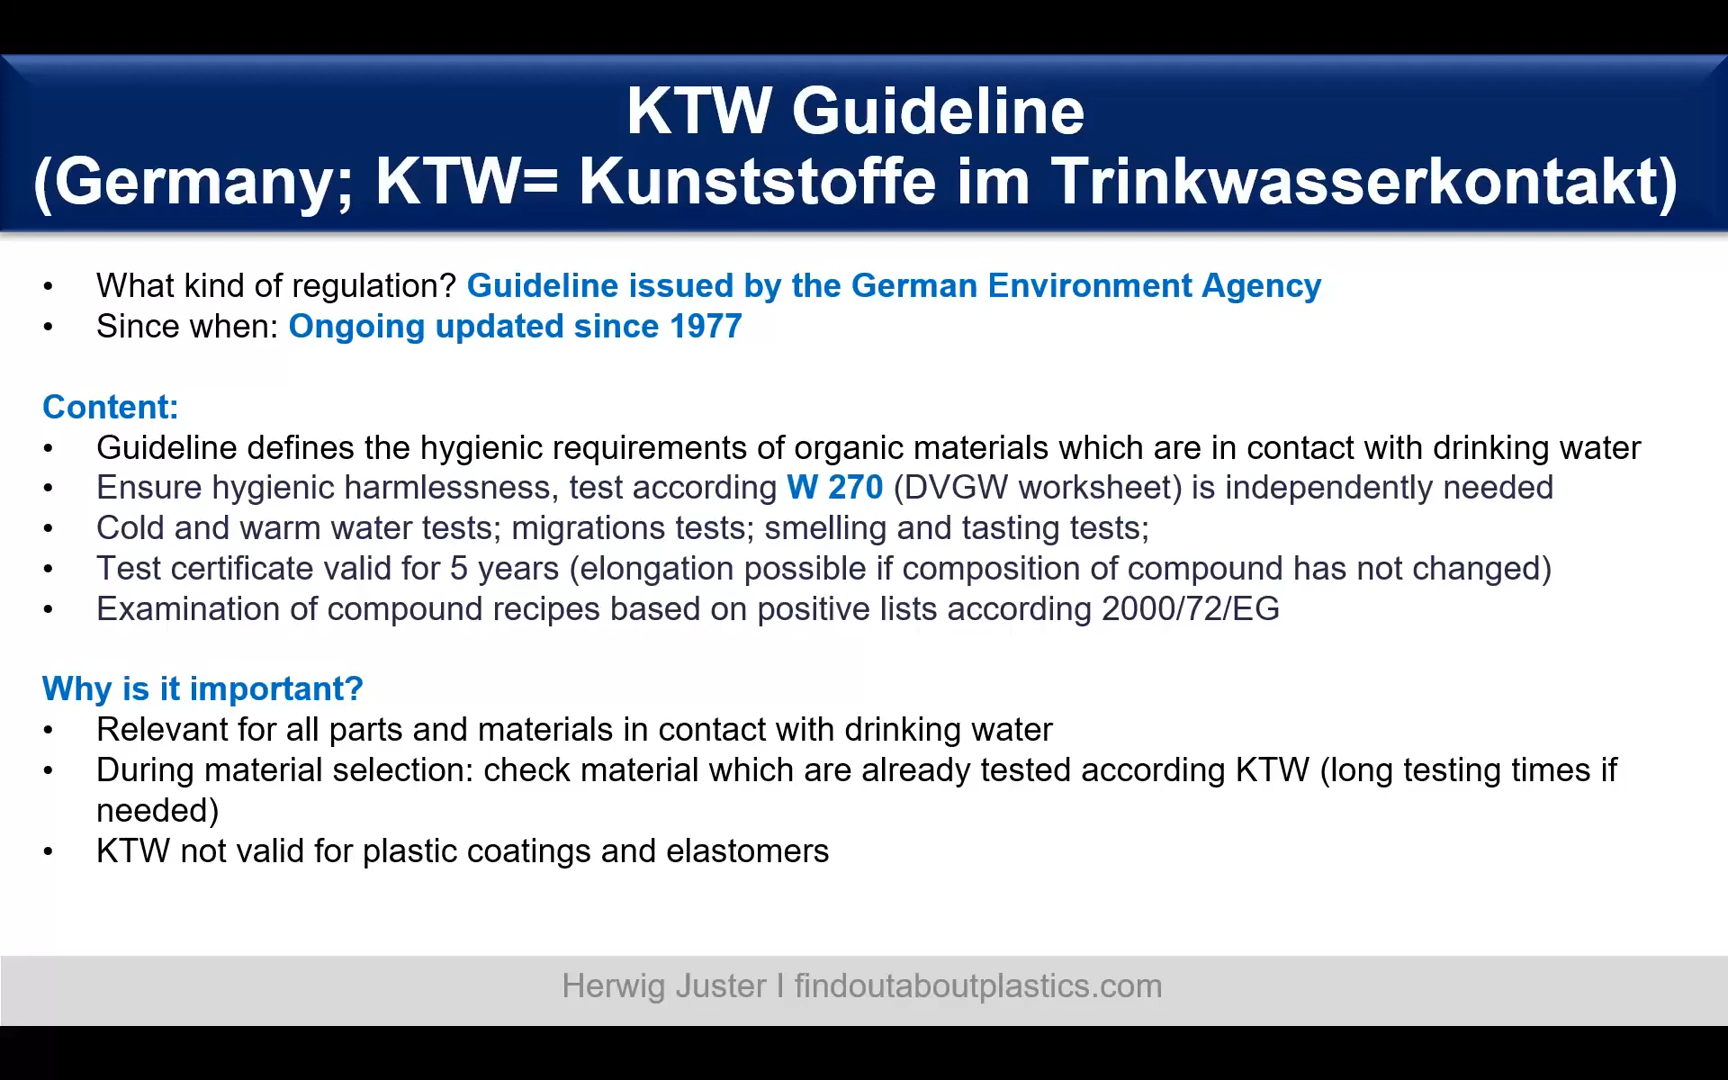 KTW Guideline
(Germany; KTW= Kunststoffe im Trinkwasserkontakt)
• What kind of regulation? Guideline issued by the German Environment Agency
• Since when: Ongoing updated since 1977
Content:
• Guideline defines the hygienic requirements of organic materials which are in contact with drinking water
• Ensure hygienic harmlessness, test according W 270 (DVGW worksheet) is independently needed
• Cold and warm water tests; migrations tests; smelling and tasting tests;
• Test certificate valid for 5 years (elongation possible if composition of compound has not changed)
• Examination of compound recipes based on positive lists according 2000/72/EG
Why is it important?
• Relevant for all parts and materials in contact with drinking water
• During material selection: check material which are already tested according KTW (long testing times if
needed)
• KTW not valid for plastic coatings and elastomers
Herwig Juster I findoutaboutplastics.com